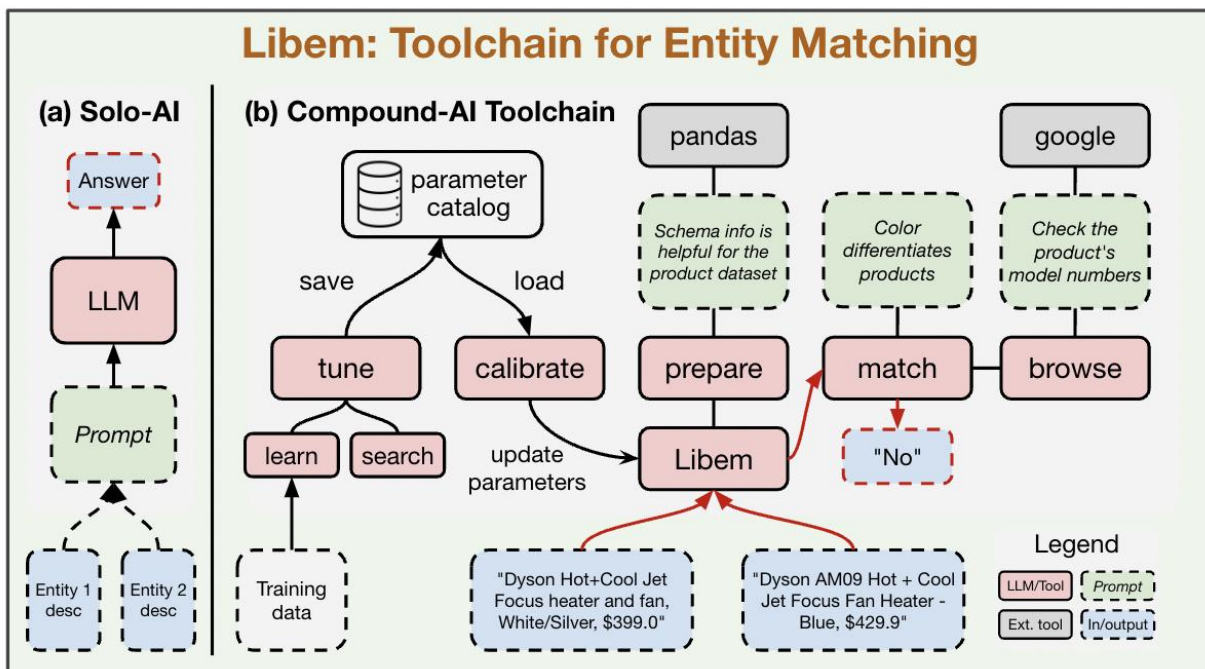 Libem: Toolchain for Entity Matching
(a) Solo-AI
Answer
LLM
Prompt
Entity 1
desc
Entity 2
desc
(b) Compound-AI Toolchain
parameter
catalog
save
load
tune
calibrate
learn
search
update
parameters
Training
data
pandas
Schema info is
helpful for the
product dataset
prepare
Libem
Color
differentiates
products
match
"No"
google
Check the
product's
model numbers
browse
"Dyson Hot+Cool Jet
Focus heater and fan,
White/Silver, $399.0"
"Dyson AM09 Hot + Cool
Jet Focus Fan Heater -
Blue, $429.9"
Legend
LLM/Tool
Prompt
Ext. tool
In/output